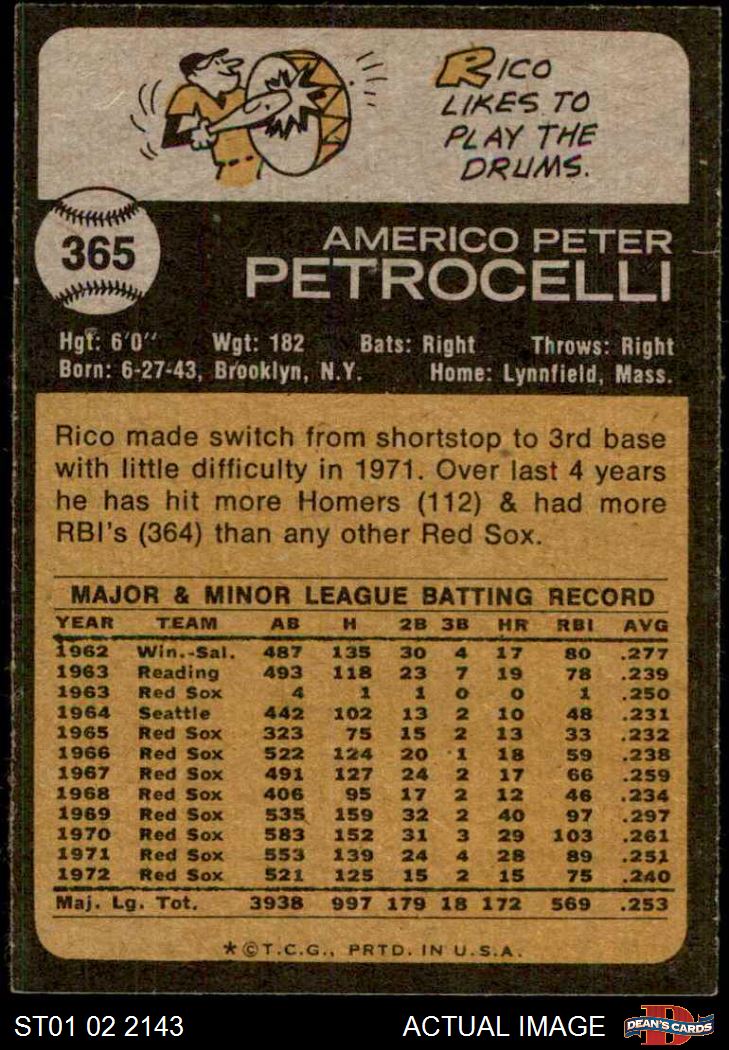 RICO
LIKES TO
PLAY THE
DRUMS.
365
AMERICO PETER
PETROCELLI
Hgt: 6'0" Wgt: 182 Bats: Right Throws: Right
Born: 6-27-43, Brooklyn, N.Y. Home: Lynnfield, Mass.
Rico made switch from shortstop to 3rd base
with little difficulty in 1971. Over last 4 years
he has hit more Homers (112) & had more
RBI's (364) than any other Red Sox.
MAJOR & MINOR LEAGUE BATTING RECORD
YEAR TEAM AB H 2B 3B HR RBI AVG
1962 Win.-Sal. 487 135 30 4 17 80 .277
1963 Reading 493 118 23 7 19 78 .239
1963 Red Sox 4 1 1 0 0 1 .250
1964 Seattle 442 102 13 2 10 48 .231
1965 Red Sox 323 75 15 2 13 33 .232
1966 Red Sox 522 124 20 1 18 59 .238
1967 Red Sox 491 127 24 2 17 66 .259
1968 Red Sox 406 95 17 2 12 46 .234
1969 Red Sox 535 159 32 2 40 97 .297
1970 Red Sox 583 152 31 3 29 103 .261
1971 Red Sox 553 139 24 4 28 89 .251
1972 Red Sox 521 125 15 2 15 75 .240
Maj. Lg. Tot. 3938 997 179 18 172 569 .253
*©T.C.G., PRTD. IN U.S.A.
ST01 02 2143 ACTUAL IMAGE D DEAN'S CARDS